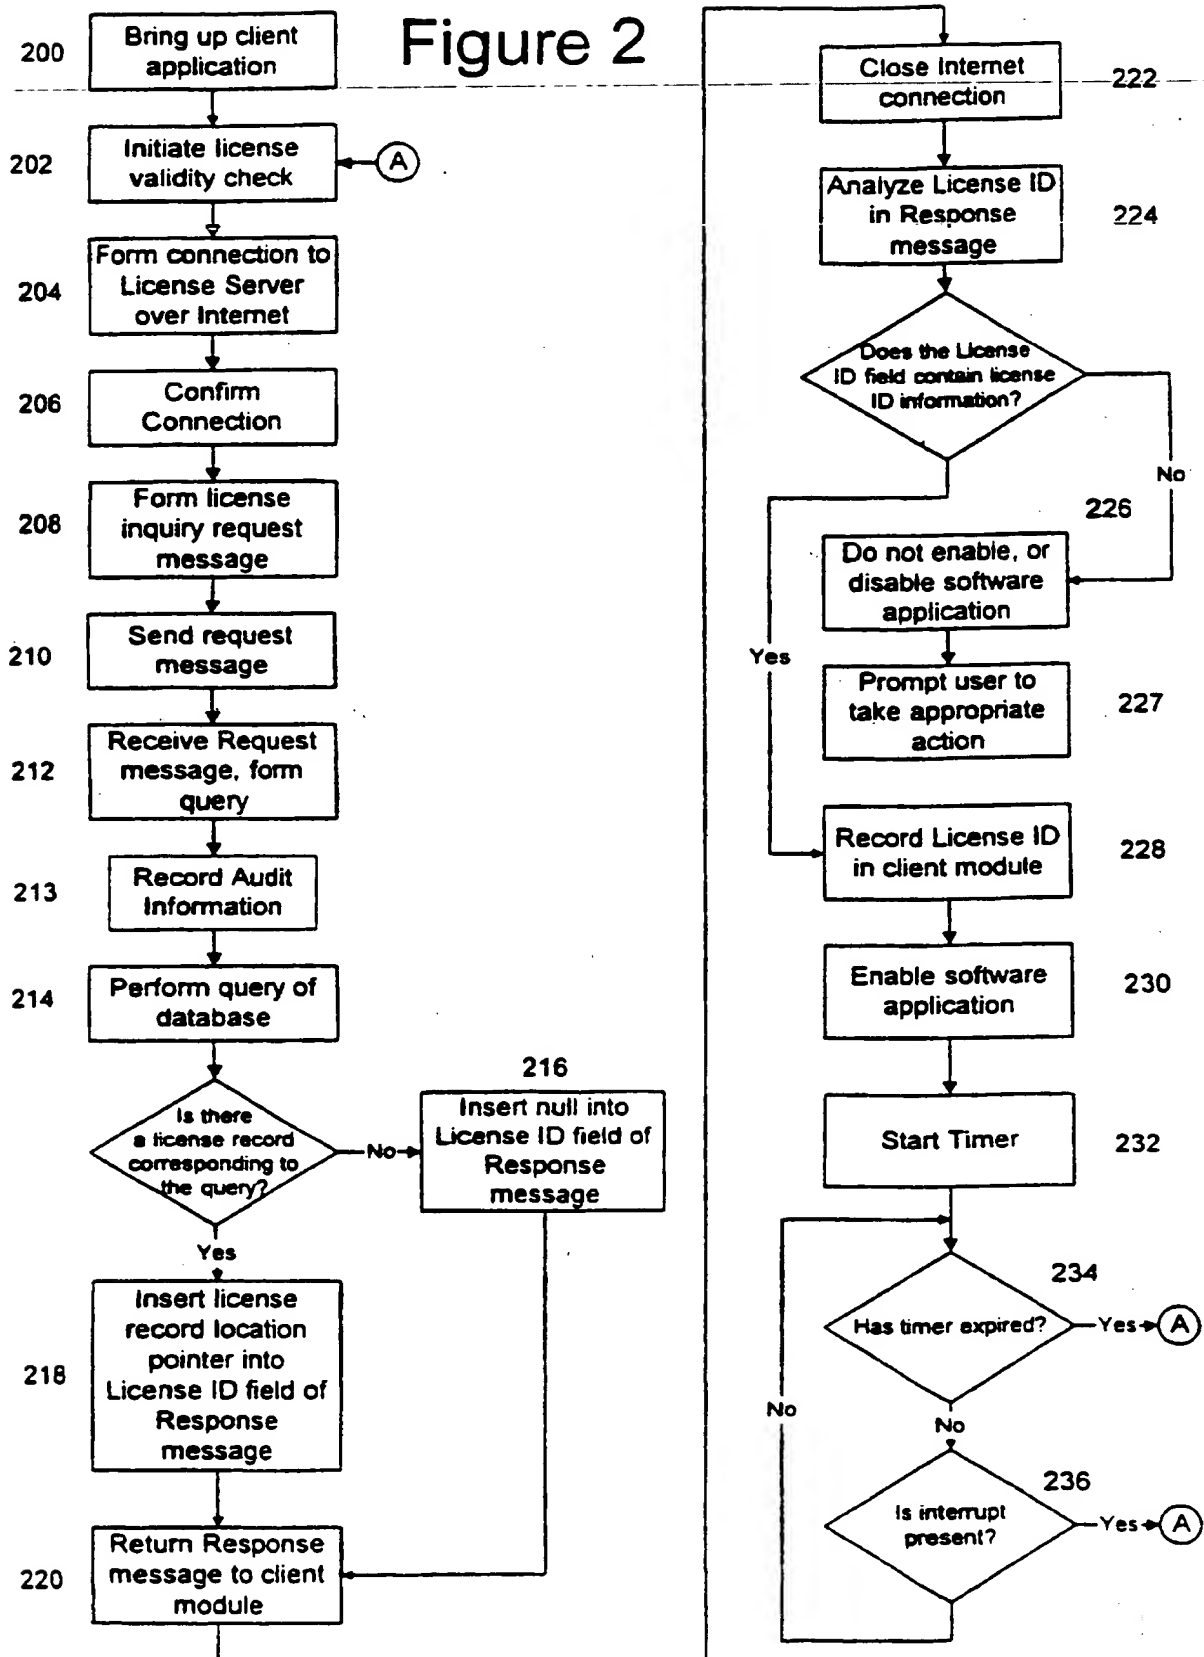 Figure 2
200
Bring up client
application
202
Initiate license
validity check
A
204
Form connection to
License Server
over Internet
206
Confirm
Connection
208
Form license
inquiry request
message
210
Send request
message
212
Receive Request
message, form
query
213
Record Audit
Information
214
Perform query of
database
Is there
a license record
corresponding to
the query?
No
216
Insert null into
License ID field of
Response
message
Yes
218
Insert license
record location
pointer into
License ID field of
Response
message
220
Return Response
message to client
module
Close Internet
connection
222
Analyze License ID
in Response
message
224
Does the License
ID field contain license
ID information?
No
Yes
226
Do not enable, or
disable software
application
Prompt user to
take appropriate
action
227
Record License ID
in client module
228
Enable software
application
230
Start Timer
232
234
Has timer expired?
Yes
A
No
No
236
Is interrupt
present?
Yes
A